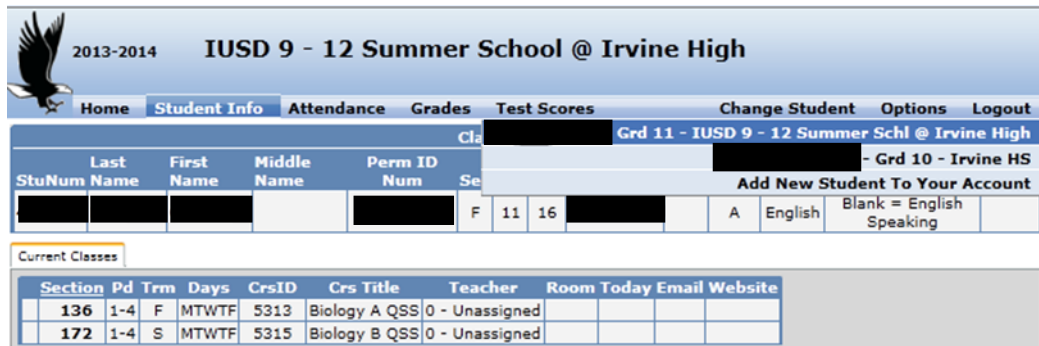 2013-2014 IUSD 9 - 12 Summer School @ Irvine High
Home Student Info Attendance Grades Test Scores Change Student Options Logout
Grd 11 - IUSD 9 - 12 Summer Schl @ Irvine High
- Grd 10 - Irvine HS
Add New Student To Your Account
Cla
StuNum Last Name First Name Middle Name Perm ID Num Se
F 11 16 A English Blank = English Speaking
Current Classes
Section Pd Trm Days CrsID Crs Title Teacher Room Today Email Website
136 1-4 F MTWTF 5313 Biology A QSS 0 - Unassigned
172 1-4 S MTWTF 5315 Biology B QSS 0 - Unassigned